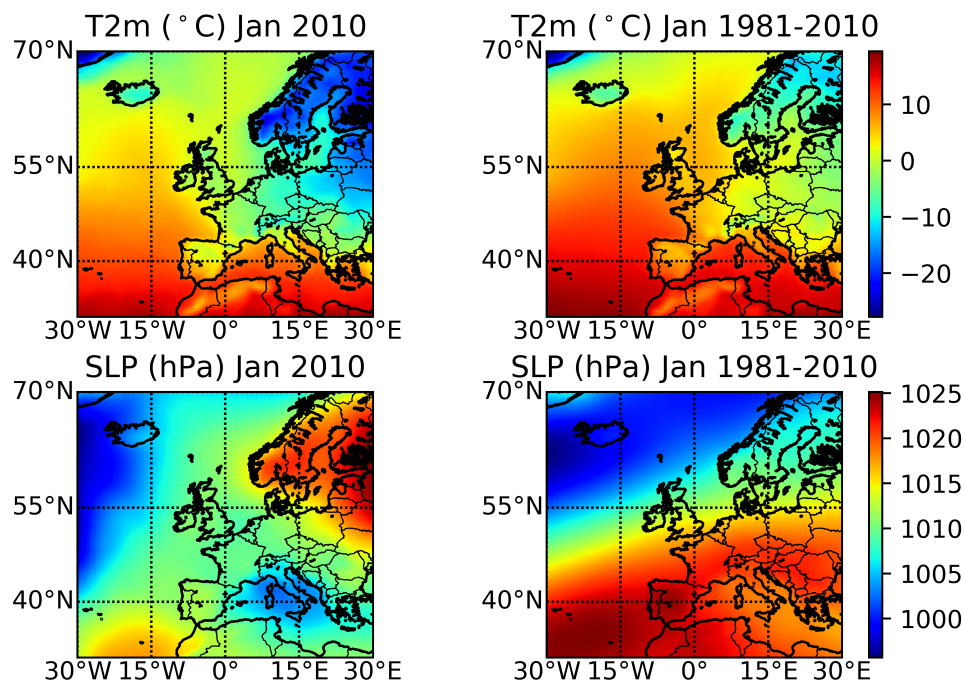 T2m (°C) Jan 2010
70°N
55°N
40°N
30°W 15°W 0° 15°E 30°E
T2m (°C) Jan 1981-2010
70°N
55°N
40°N
30°W 15°W 0° 15°E 30°E
10
0
−10
−20
SLP (hPa) Jan 2010
70°N
55°N
40°N
30°W 15°W 0° 15°E 30°E
SLP (hPa) Jan 1981-2010
70°N
55°N
40°N
30°W 15°W 0° 15°E 30°E
1025
1020
1015
1010
1005
1000